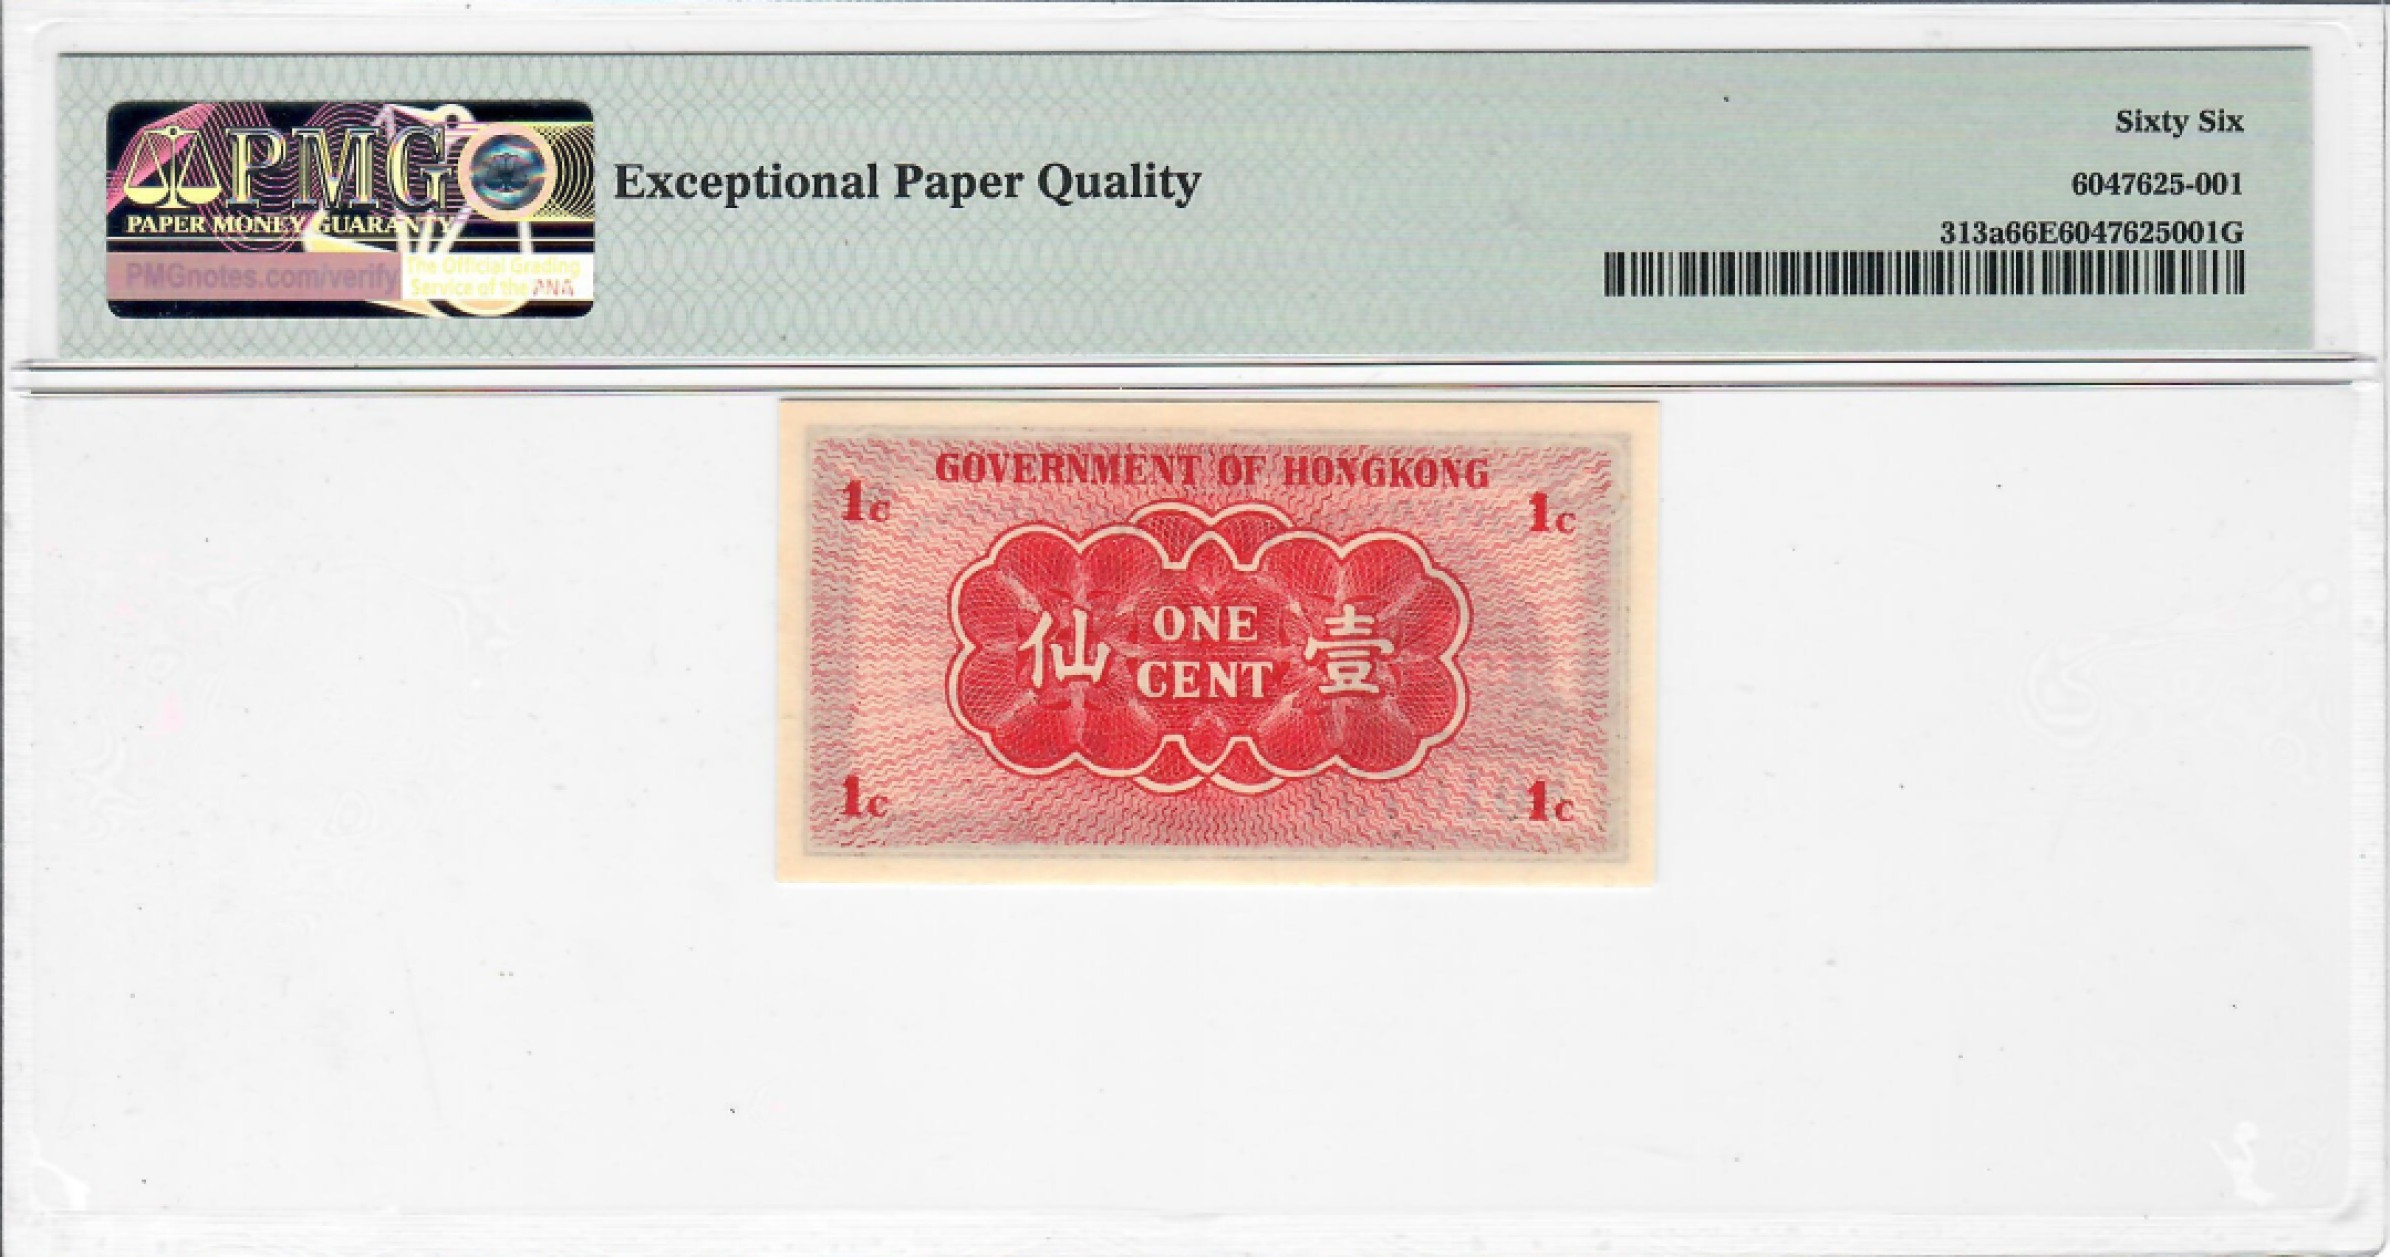 PMG
PAPER MONEY GUARANTY
PMGnotes.com/verify
The Official Grading
Service of the PNA
Exceptional Paper Quality
Sixty Six
6047625-001
313a66E6047625001G
GOVERNMENT OF HONGKONG
1c
1c
仙 ONE CENT 壹
1c
1c